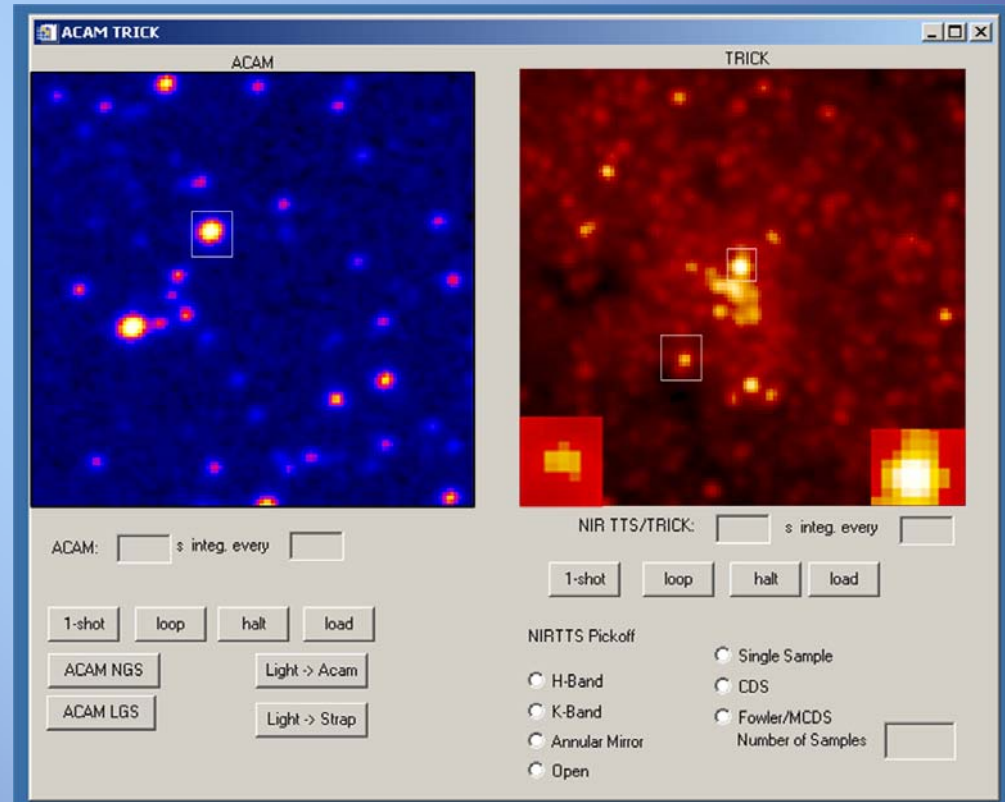 ACAM TRICK
ACAM
TRICK
ACAM: s integ. every
NIR TTS/TRICK: s integ. every
1-shot loop halt load
1-shot loop halt load
ACAM NGS Light -> Acam
ACAM LGS Light -> Strap
NIRTTS Pickoff
H-Band
K-Band
Annular Mirror
Open
Single Sample
CDS
Fowler/MCDS
Number of Samples